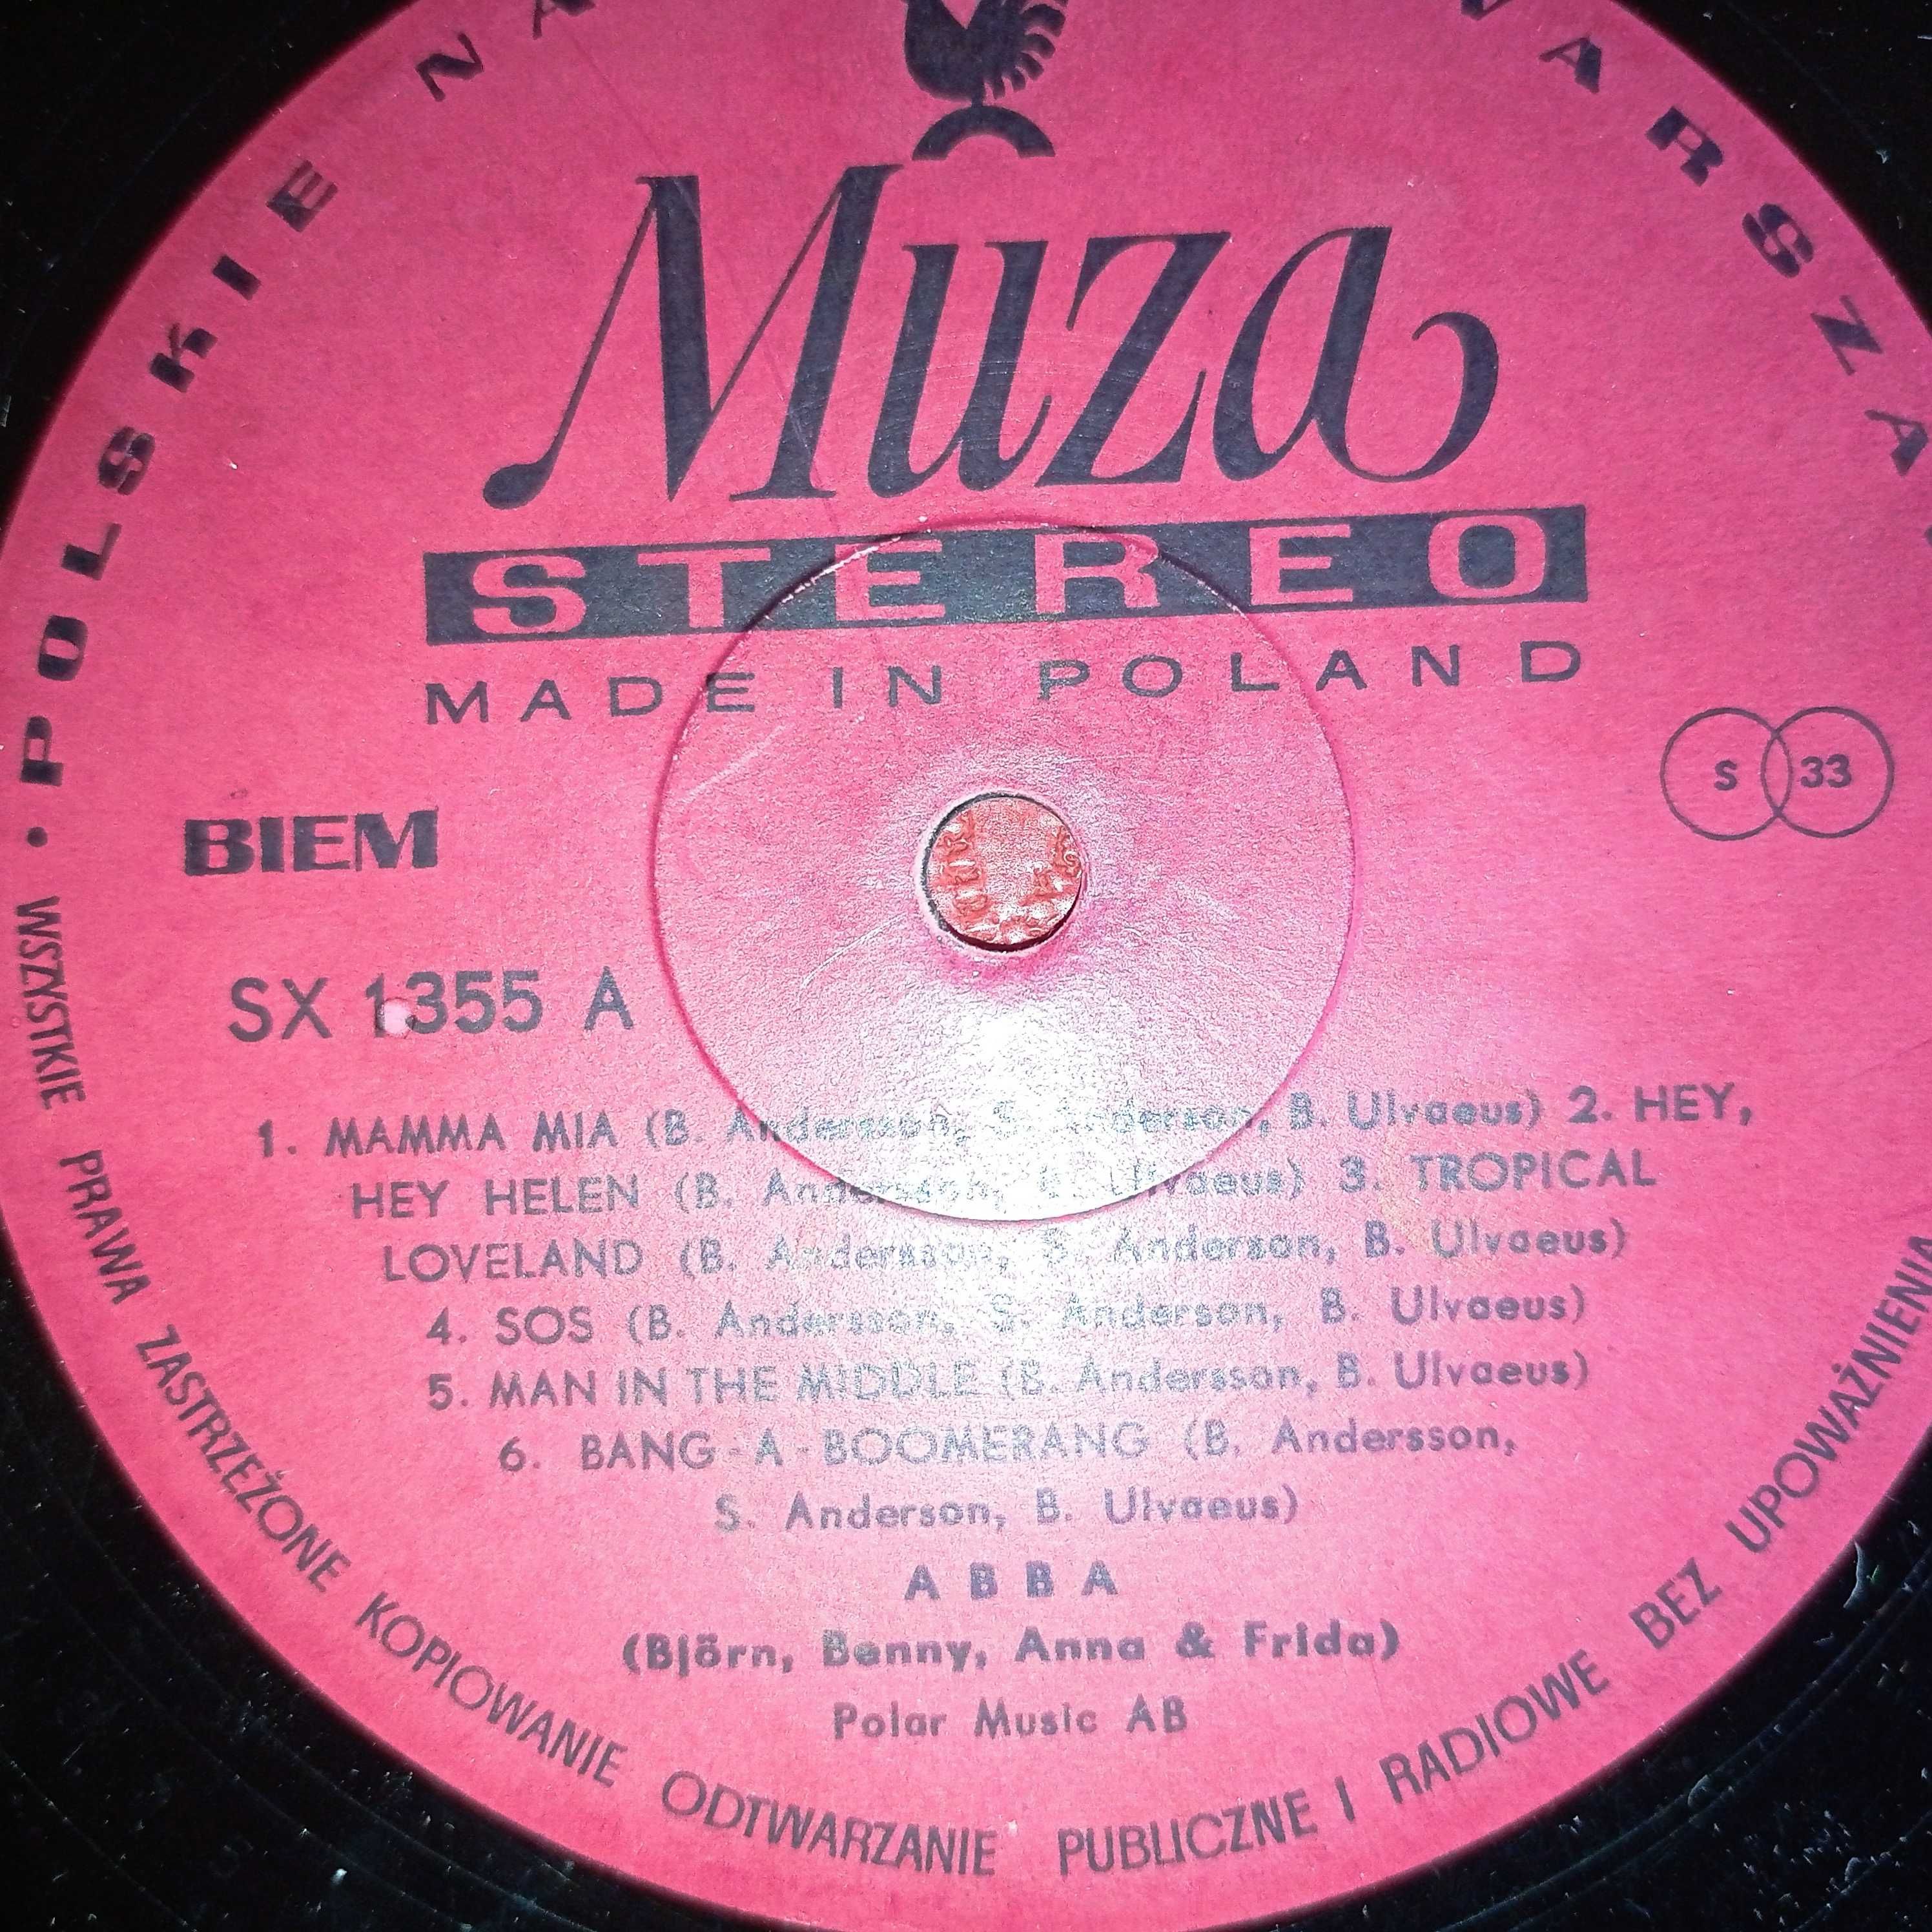 POLSKIE NA
WARSZA
Muza
STEREO
MADE IN POLAND
S 33
BIEM
SX 1355 A
1. MAMMA MIA (B. Andersson, S. Anderson, B. Ulvaeus) 2. HEY,
HEY HELEN (B. Andersson, B. Ulvaeus) 3. TROPICAL
LOVELAND (B. Andersson, S. Anderson, B. Ulvaeus)
4. SOS (B. Andersson, S. Anderson, B. Ulvaeus)
5. MAN IN THE MIDDLE (B. Andersson, B. Ulvaeus)
6. BANG-A-BOOMERANG (B. Andersson,
S. Anderson, B. Ulvaeus)
ABBA
(Björn, Benny, Anna & Frida)
Polar Music AB
WSZYSTKIE PRAWA ZASTRZEŻONE KOPIOWANIE ODTWARZANIE PUBLICZNE I RADIOWE BEZ UPOWAŻNIENIA